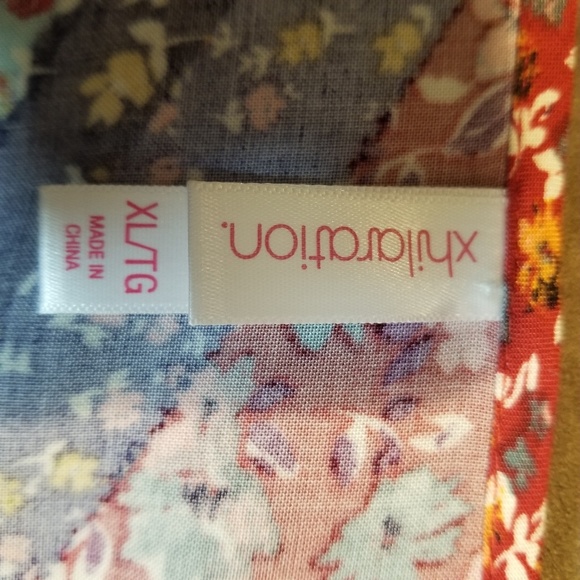 xhilaration.
XL/TG
MADE IN
CHINA